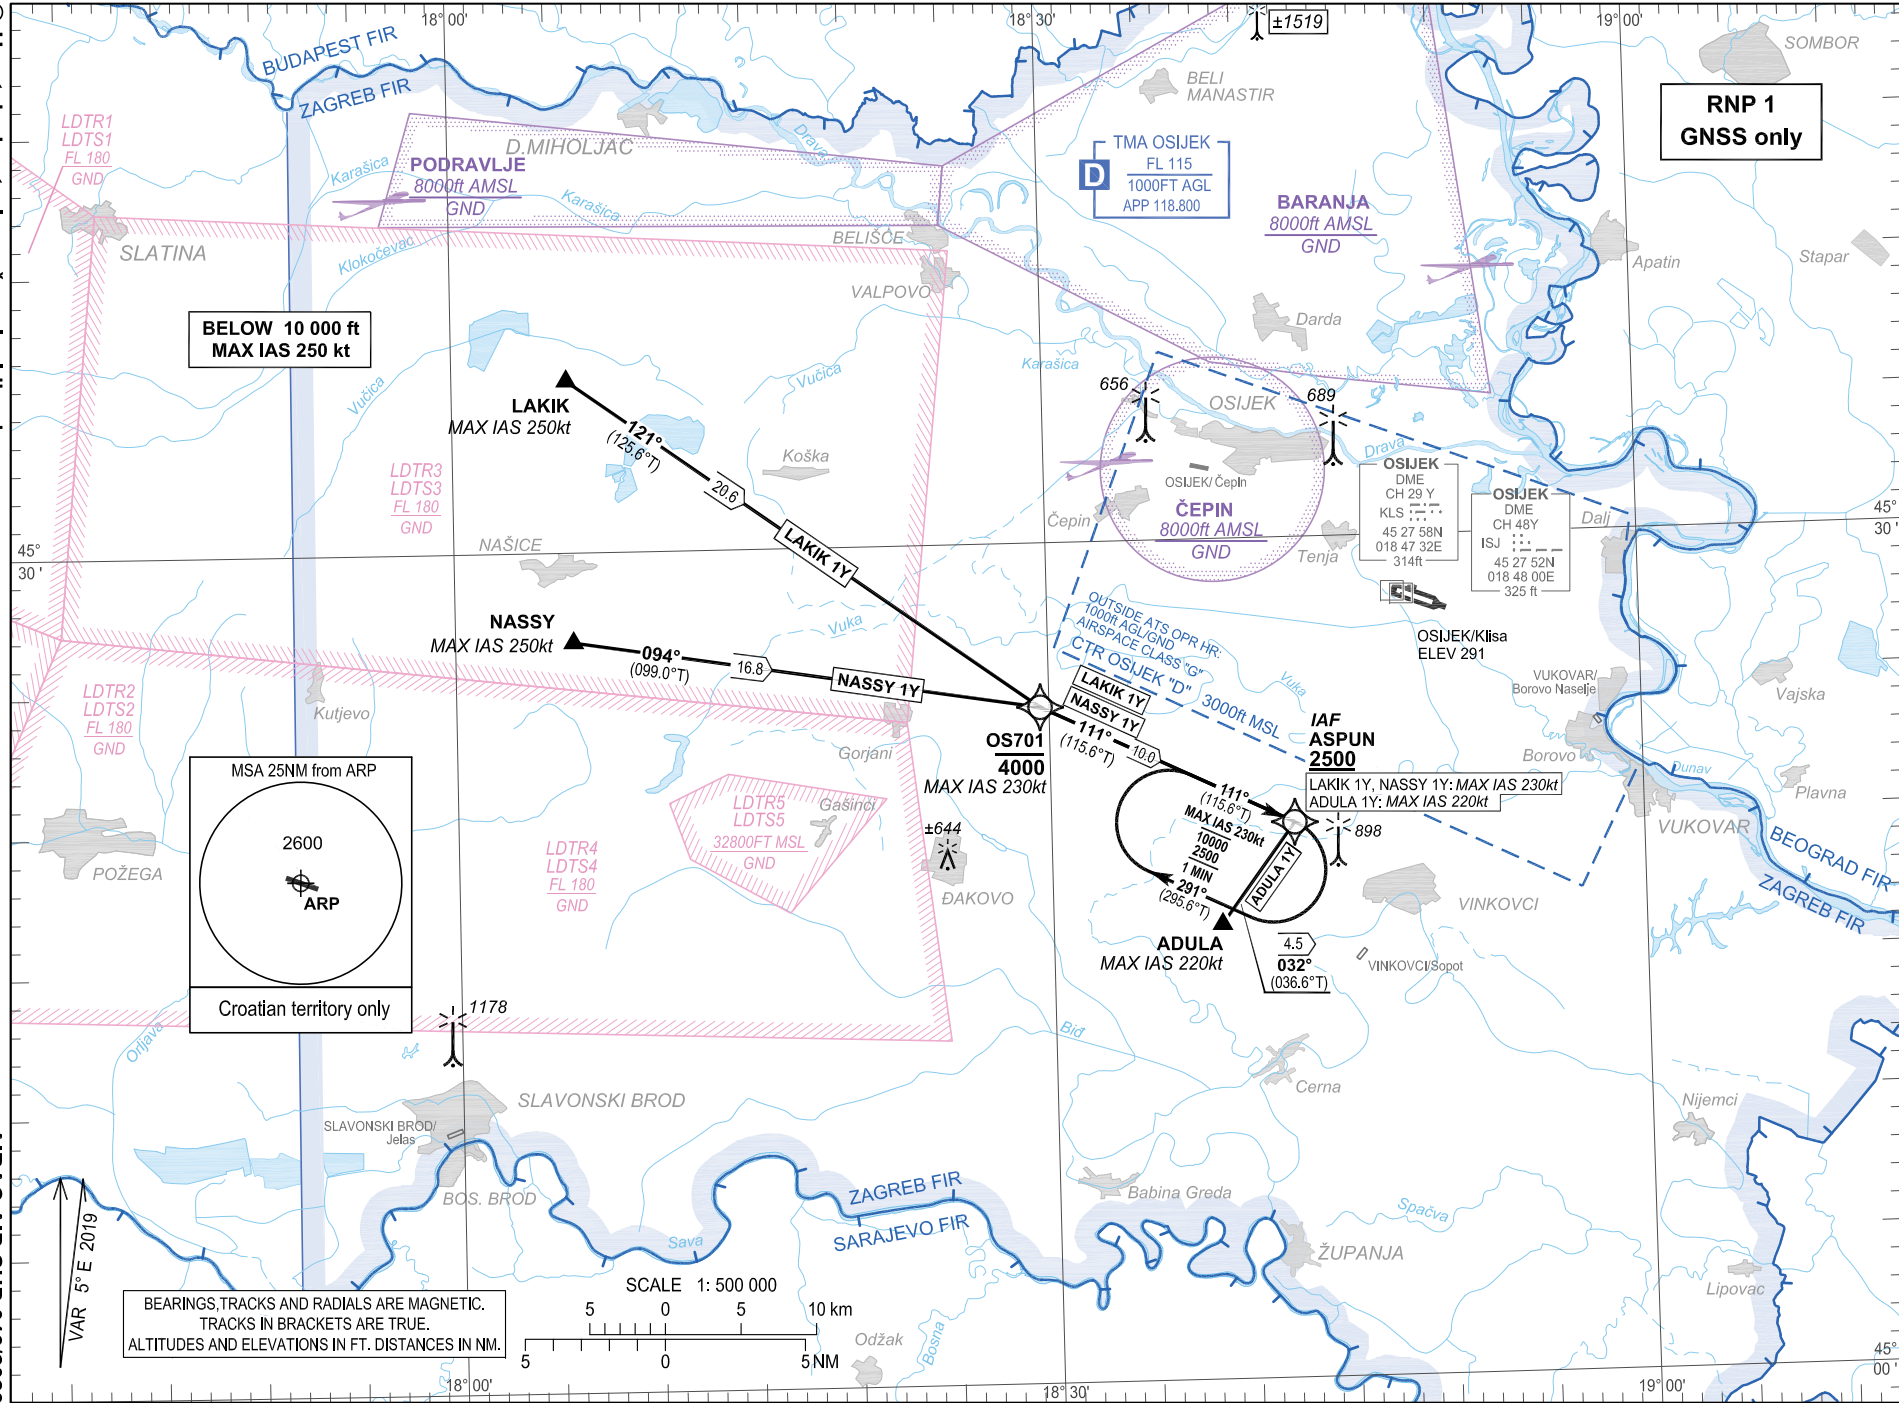 18° 00'
18° 30'
19° 00'
BUDAPEST FIR
ZAGREB FIR
±1519
BELI
MANASTIR
SOMBOR
RNP 1
GNSS only
LDTR1
LDTS1
FL 180
GND
D.MIHOLJAC
PODRAVLJE
8000ft AMSL
GND
Karašica
Karašica
Drava
TMA OSIJEK
D
FL 115
1000FT AGL
APP 118.800
BARANJA
8000ft AMSL
GND
SLATINA
Klokočevac
BELIŠĆE
VALPOVO
Apatin
Stapar
BELOW 10 000 ft
MAX IAS 250 kt
Vučica
Vučica
Karašica
Darda
LAKIK
MAX IAS 250kt
121°
(125.6°T)
20.6
LAKIK 1Y
Koška
656
OSIJEK
689
Drava
OSIJEK/ Čepin
Čepin
ČEPIN
8000ft AMSL
GND
Tenja
OSIJEK
DME
CH 29 Y
KLS
45 27 58N
018 47 32E
314ft
OSIJEK
DME
CH 48Y
ISJ
45 27 52N
018 48 00E
325 ft
Dalj
45°
30 '
LDTR3
LDTS3
FL 180
GND
NAŠICE
45°
30 '
NASSY
MAX IAS 250kt
094°
(099.0°T)
16.8
NASSY 1Y
Vuka
OUTSIDE ATS OPR HR:
1000ft AGL/GND
AIRSPACE CLASS "G"
CTR OSIJEK "D" 3000ft MSL
Vuka
OSIJEK/Klisa
ELEV 291
VUKOVAR/
Borovo Naselje
Vajska
LDTR2
LDTS2
FL 180
GND
Kutjevo
Gorjani
OS701
4000
MAX IAS 230kt
LAKIK 1Y
NASSY 1Y
111°
(115.6°T)
10.0
IAF
ASPUN
2500
LAKIK 1Y, NASSY 1Y: MAX IAS 230kt
ADULA 1Y: MAX IAS 220kt
Borovo
Dunav
Plavna
VUKOVAR
BEOGRAD FIR
ZAGREB FIR
MSA 25NM from ARP
2600
ARP
Croatian territory only
POŽEGA
LDTR5
LDTS5
32800FT MSL
GND
Gašinci
LDTR4
LDTS4
FL 180
GND
±644
ĐAKOVO
111°
(115.6°T)
MAX IAS 230kt
10000
2500
1 MIN
291°
(295.6°T)
ADULA 1Y
898
VINKOVCI
ADULA
MAX IAS 220kt
4.5
032°
(036.6°T)
VINKOVCI/Sopot
1178
Orljava
Biđ
Cerna
SLAVONSKI BROD
SLAVONSKI BROD/
Jelas
BOS. BROD
Nijemci
Babina Greda
Spačva
ZAGREB FIR
SARAJEVO FIR
Sava
ŽUPANJA
Lipovac
VAR 5° E 2019
BEARINGS,TRACKS AND RADIALS ARE MAGNETIC.
TRACKS IN BRACKETS ARE TRUE.
ALTITUDES AND ELEVATIONS IN FT. DISTANCES IN NM.
SCALE 1: 500 000
5 0 5 10 km
5 0 5 NM
Odžak
Bosna
45°
00 '
18° 00'
18° 30'
19° 00'